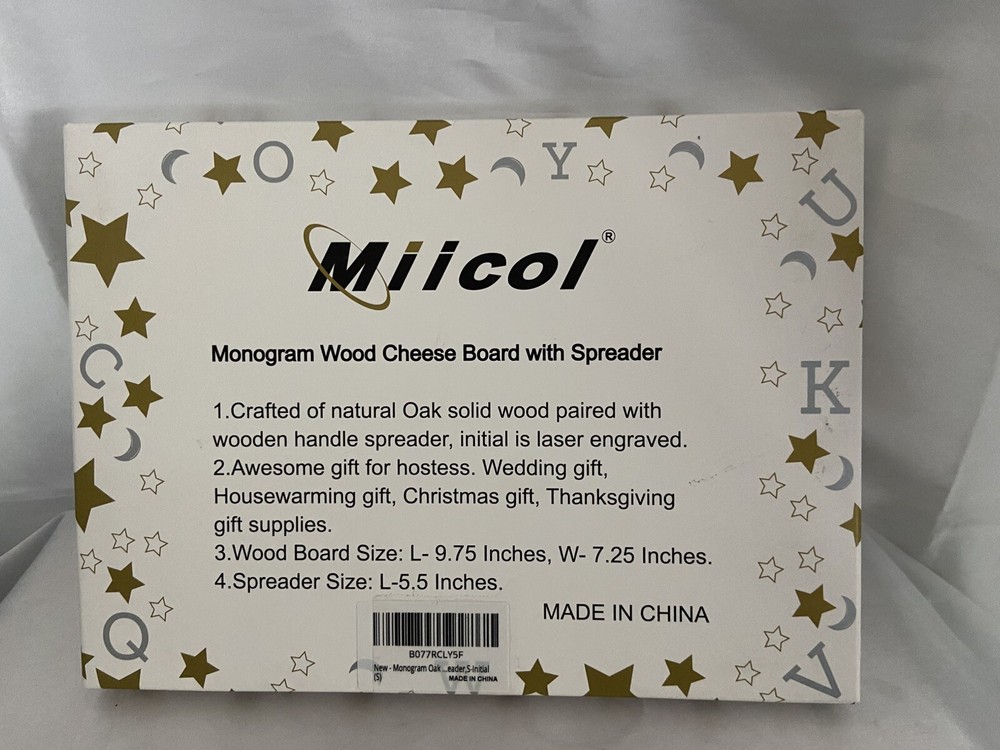 O
Y
U
Miicol®
C
K
Monogram Wood Cheese Board with Spreader
1.Crafted of natural Oak solid wood paired with
wooden handle spreader, initial is laser engraved.
2.Awesome gift for hostess. Wedding gift,
Housewarming gift, Christmas gift, Thanksgiving
gift supplies.
3.Wood Board Size: L- 9.75 Inches, W- 7.25 Inches.
4.Spreader Size: L-5.5 Inches.
MADE IN CHINA
Q
B077RCLY5F
New - Monogram Oak ...eader,S-Initial
(S) MADE IN CHINA
W
V